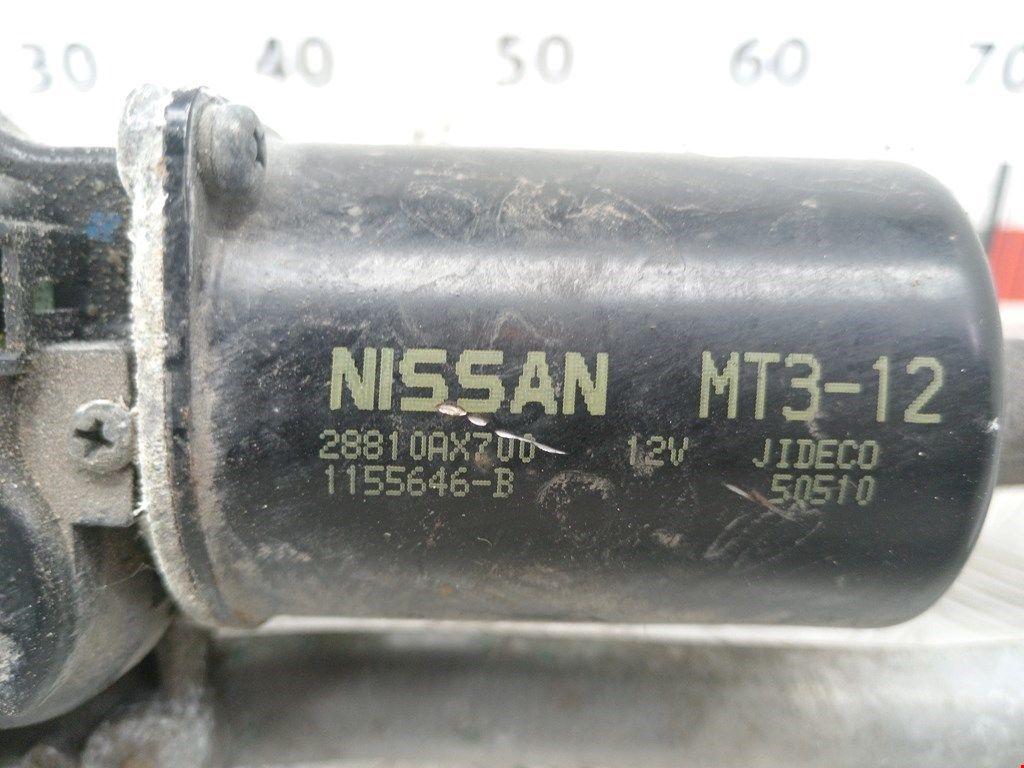 30 40 50 60 70
NISSAN MT3-12
28810AX700 12V JIDECO
1155646-B 50510